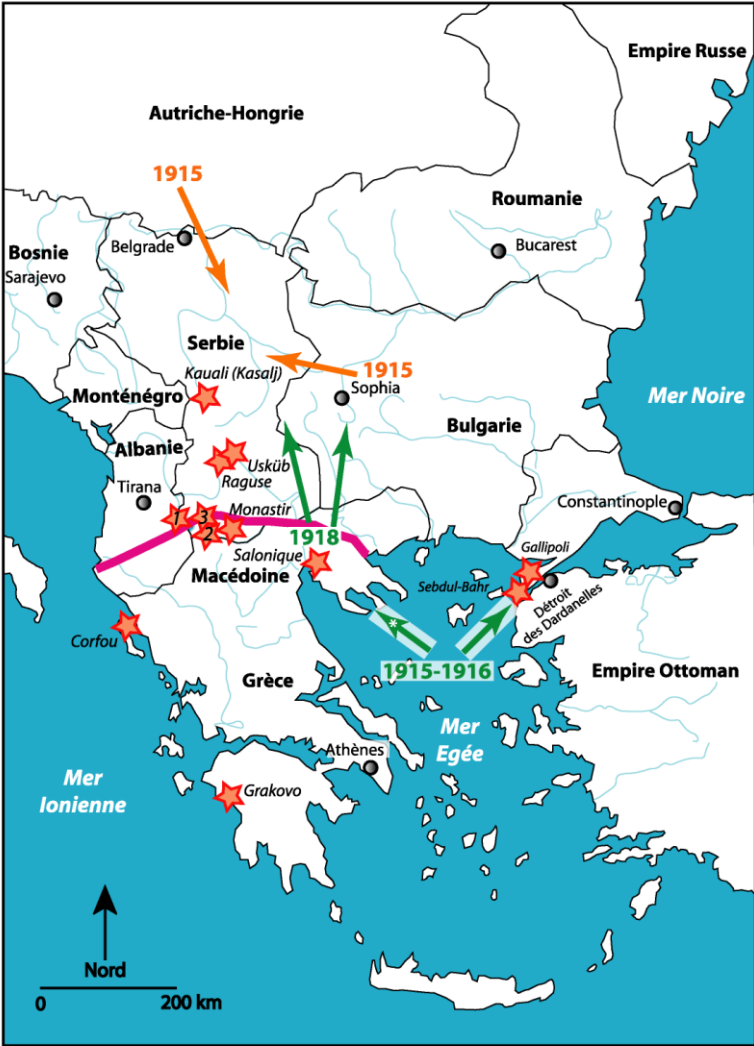 Empire Russe
Autriche-Hongrie
1915
Roumanie
Bosnie
Belgrade
Bucarest
Sarajevo
Serbie
1915
Kauali (Kasalj)
Sophia
Monténégro
Mer Noire
Bulgarie
Albanie
Usküb
Raguse
Tirana
Constantinople
Monastir
1
3
2
1918
Gallipoli
Salonique
Macédoine
Sebdul-Bahr
Détroit
des Dardanelles
*
Corfou
1915-1916
Empire Ottoman
Grèce
Mer
Egée
Athènes
Mer
Ionienne
Grakovo
Nord
0
200 km